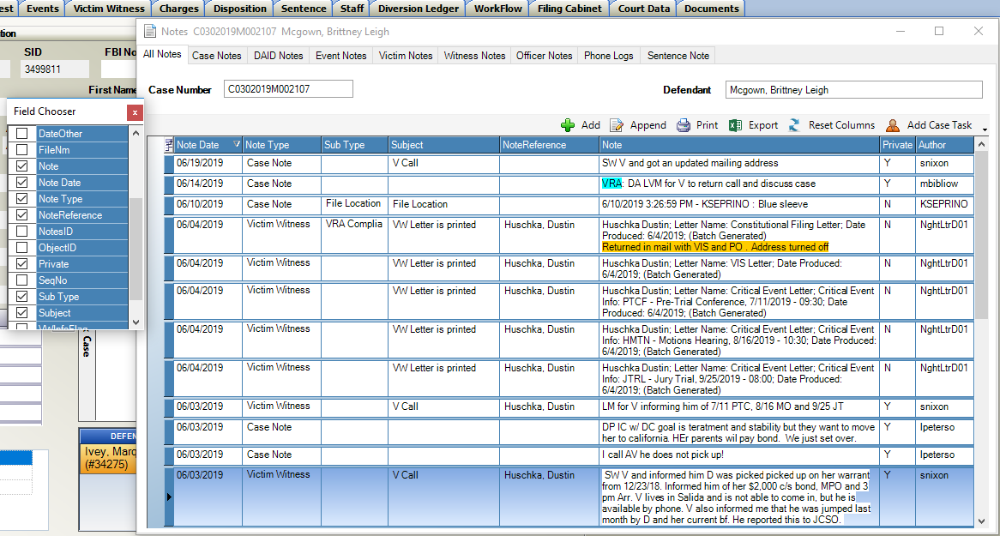 est Events Victim Witness Charges Disposition Sentence Staff Diversion Ledger WorkFlow Filing Cabinet Court Data Documents
tion
SID FBI No
3499811
First Name
Field Chooser x
DateOther
FileNm
Note
Note Date
Note Type
NoteReference
NotesID
ObjectID
Private
SeqNo
Sub Type
Subject
VWInfoFlag
Case
DEFEN
Ivey, Marq
(#34275)
Notes C0302019M002107 Mcgown, Brittney Leigh
All Notes Case Notes DAID Notes Event Notes Victim Notes Witness Notes Officer Notes Phone Logs Sentence Note
Case Number C0302019M002107 Defendant Mcgown, Brittney Leigh
Add Append Print Export Reset Columns Add Case Task
Note Date Note Type Sub Type Subject NoteReference Note Private Author
06/19/2019 Case Note V Call SW V and got an updated mailing address Y snixon
06/14/2019 Case Note VRA: DA LVM for V to return call and discuss case Y mbibliow
06/10/2019 Case Note File Location File Location 6/10/2019 3:26:59 PM - KSEPRINO : Blue sleeve N KSEPRINO
06/04/2019 Victim Witness VRA Complia VW Letter is printed Huschka, Dustin Huschka Dustin; Letter Name: Constitutional Filing Letter; Date N NghtLtrD01
Produced: 6/4/2019; (Batch Generated)
Returned in mail with VIS and PO . Address turned off
06/04/2019 Victim Witness VW Letter is printed Huschka, Dustin Huschka Dustin; Letter Name: VIS Letter; Date Produced: N NghtLtrD01
6/4/2019; (Batch Generated)
06/04/2019 Victim Witness VW Letter is printed Huschka, Dustin Huschka Dustin; Letter Name: Critical Event Letter; Critical Event N NghtLtrD01
Info: PTCF - Pre-Trial Conference, 7/11/2019 - 09:30; Date
Produced: 6/4/2019; (Batch Generated)
06/04/2019 Victim Witness VW Letter is printed Huschka, Dustin Huschka Dustin; Letter Name: Critical Event Letter; Critical Event N NghtLtrD01
Info: HMTN - Motions Hearing, 8/16/2019 - 10:30; Date Produced:
6/4/2019; (Batch Generated)
06/04/2019 Victim Witness VW Letter is printed Huschka, Dustin Huschka Dustin; Letter Name: Critical Event Letter; Critical Event N NghtLtrD01
Info: JTRL - Jury Trial, 9/25/2019 - 08:00; Date Produced:
6/4/2019; (Batch Generated)
06/03/2019 Victim Witness V Call Huschka, Dustin LM for V informing him of 7/11 PTC, 8/16 MO and 9/25 JT Y snixon
06/03/2019 Case Note DP IC w/ DC goal is teratment and stability but they want to move Y lpeterso
her to california. HEr parents wil pay bond. We just set over.
06/03/2019 Case Note I call AV he does not pick up! Y lpeterso
06/03/2019 Victim Witness V Call Huschka, Dustin SW V and informed him D was picked picked up on her warrant Y snixon
from 12/23/18. Informed him of her $2,000 c/s bond, MPO and 3
pm Arr. V lives in Salida and is not able to come in, but he is
available by phone. V also informed me that he was jumped last
month by D and her current bf. He reported this to JCSO.